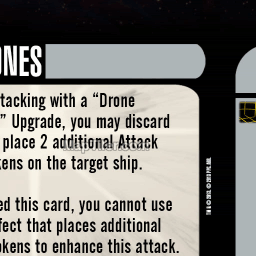 ONES
tacking with a "Drone
" Upgrade, you may discard
place 2 additional Attack
kens on the target ship.
ed this card, you cannot use
fect that places additional
okens to enhance this attack.